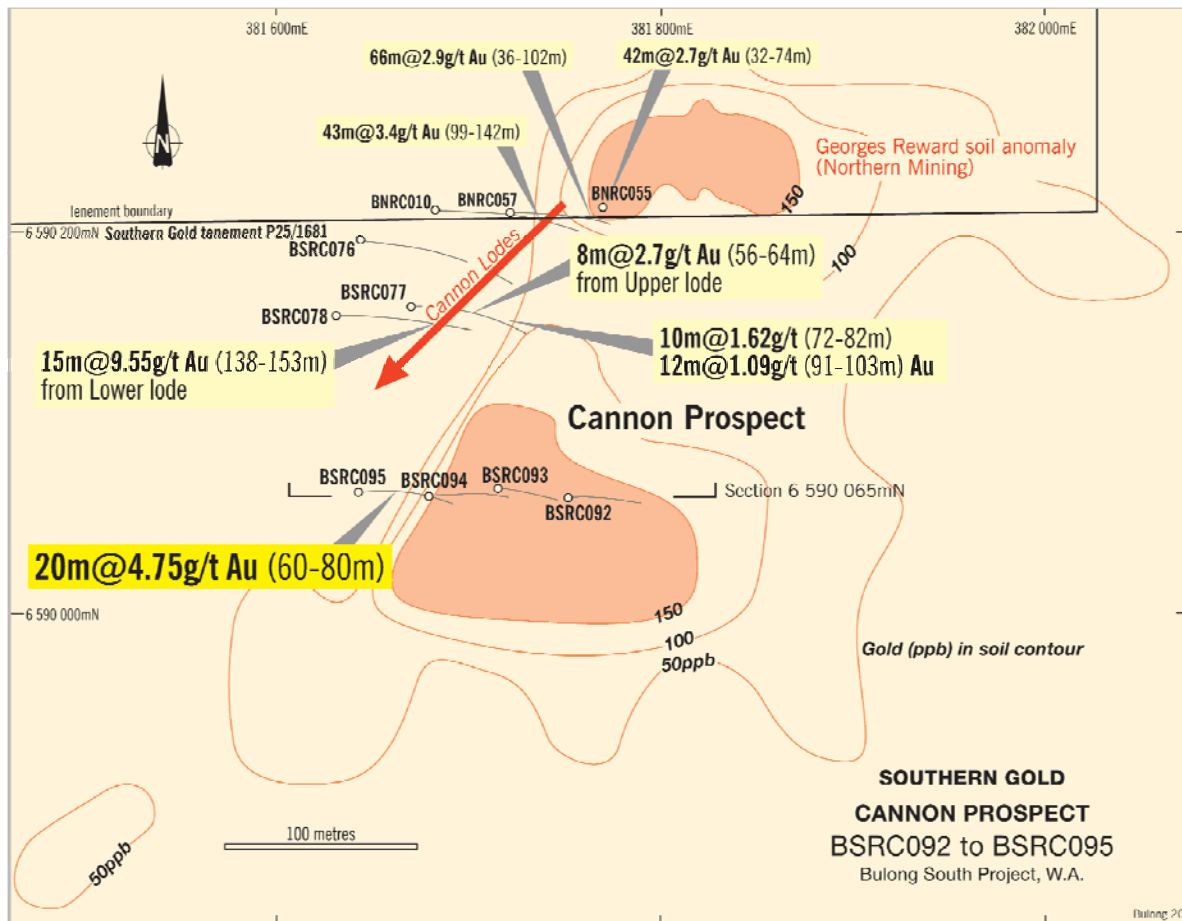 381 600mE
381 800mE
382 000mE
66m@2.9g/t Au (36-102m)
42m@2.7g/t Au (32-74m)
43m@3.4g/t Au (99-142m)
N
Georges Reward soil anomaly
(Northern Mining)
150
BNRC010
BNRC057
BNRC055
Tenement boundary
6 590 200mN
Southern Gold tenement P25/1681
BSRC076
Cannon Lodes
100
8m@2.7g/t Au (56-64m)
from Upper lode
BSRC077
BSRC078
10m@1.62g/t (72-82m)
12m@1.09g/t (91-103m) Au
15m@9.55g/t Au (138-153m)
from Lower lode
Cannon Prospect
BSRC095
BSRC094
BSRC093
BSRC092
Section 6 590 065mN
20m@4.75g/t Au (60-80m)
6 590 000mN
150
100
50ppb
Gold (ppb) in soil contour
SOUTHERN GOLD
CANNON PROSPECT
BSRC092 to BSRC095
Bulong South Project, W.A.
100 metres
50ppb
Bulong 20